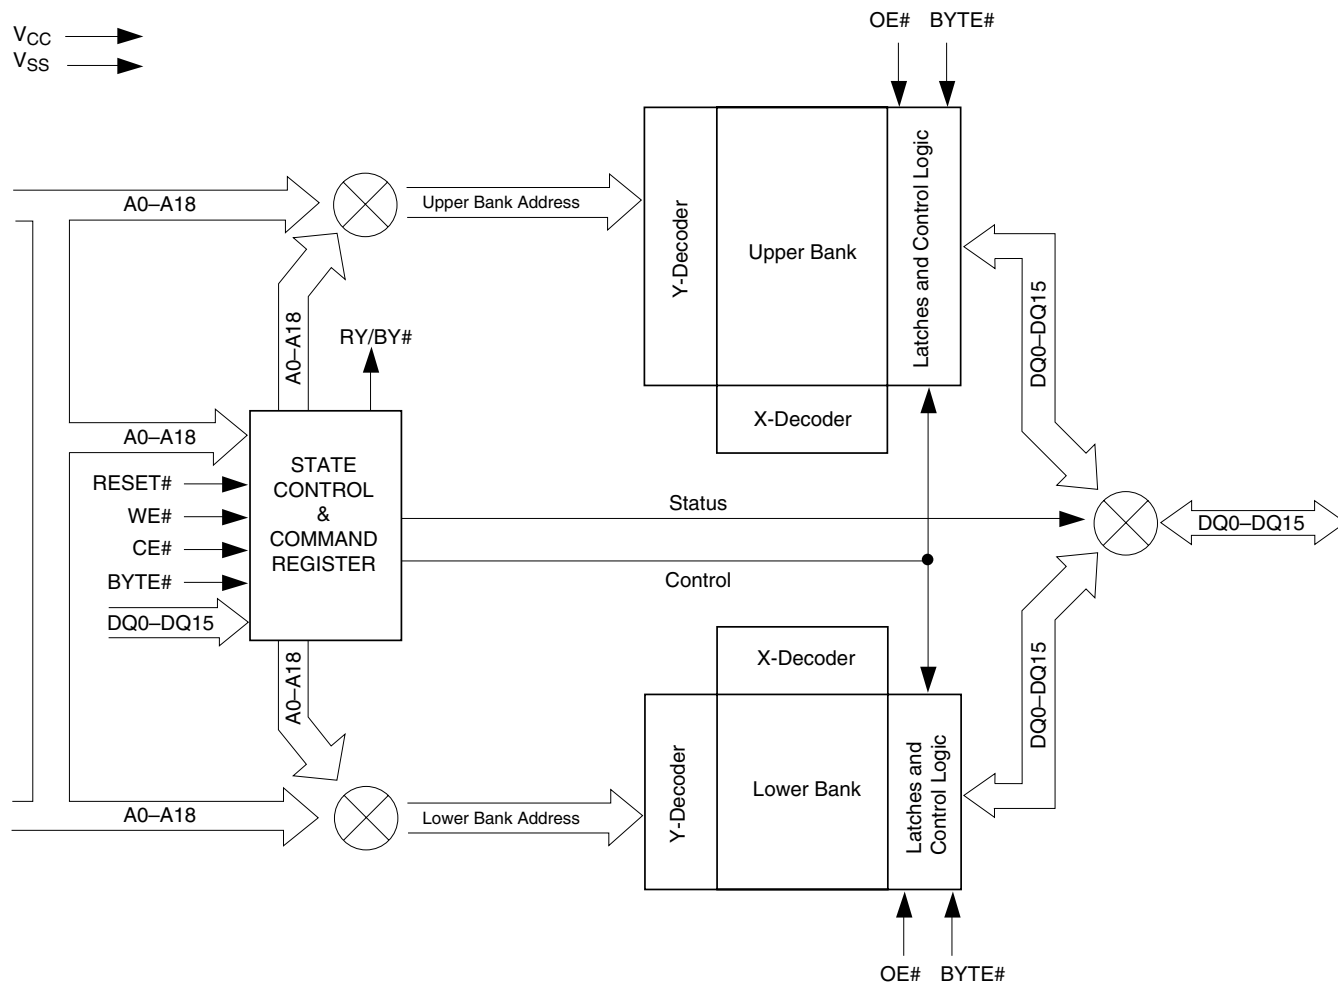 VCC
VSS
OE# BYTE#
A0–A18
Upper Bank Address
Y-Decoder
Upper Bank
Latches and Control Logic
DQ0–DQ15
A0–A18
RY/BY#
X-Decoder
A0–A18
RESET#
WE#
CE#
BYTE#
DQ0–DQ15
STATE
CONTROL
&
COMMAND
REGISTER
Status
Control
DQ0–DQ15
A0–A18
X-Decoder
DQ0–DQ15
A0–A18
Lower Bank Address
Y-Decoder
Lower Bank
Latches and
Control Logic
OE# BYTE#